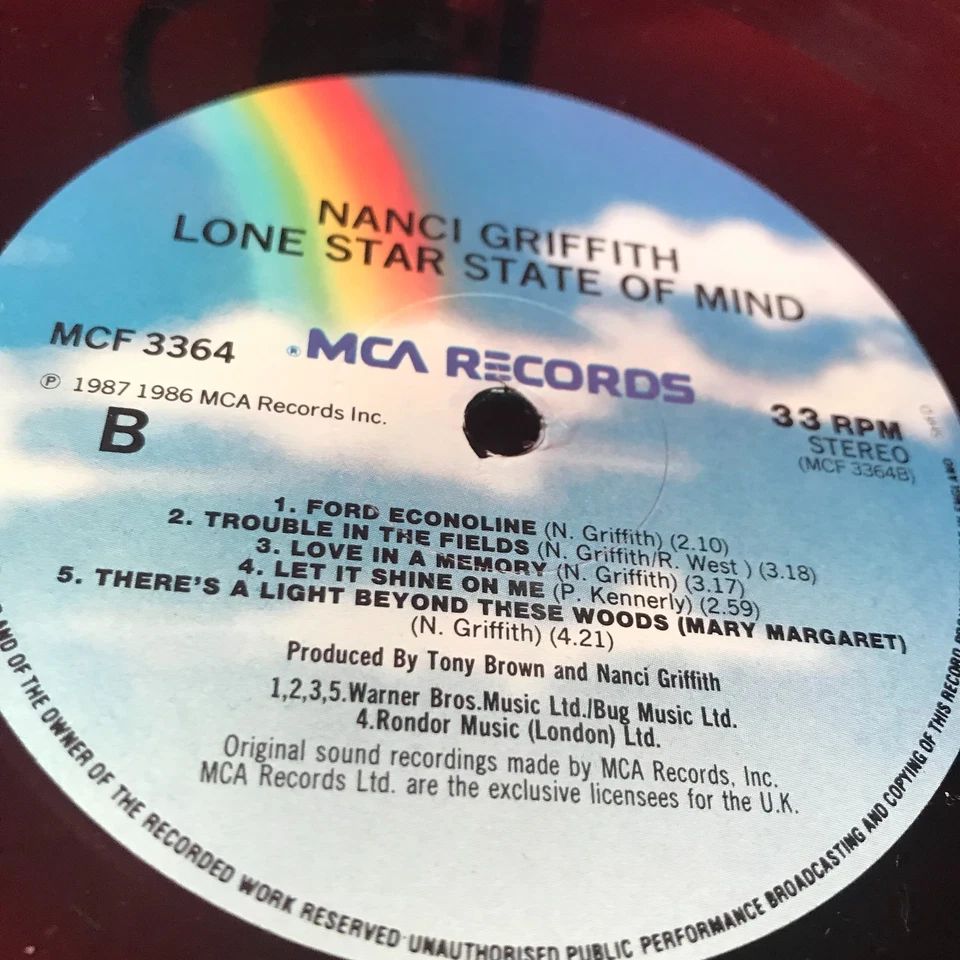 NANCI GRIFFITH
LONE STAR STATE OF MIND
MCF 3364
® MCA RECORDS
℗ 1987 1986 MCA Records Inc.
B
33 RPM
STEREO
(MCF 3364B)
1. FORD ECONOLINE (N. Griffith) (2.10)
2. TROUBLE IN THE FIELDS (N. Griffith/R. West ) (3.18)
3. LOVE IN A MEMORY (N. Griffith) (3.17)
4. LET IT SHINE ON ME (P. Kennerly) (2.59)
5. THERE'S A LIGHT BEYOND THESE WOODS (MARY MARGARET)
(N. Griffith) (4.21)
Produced By Tony Brown and Nanci Griffith
1,2,3,5.Warner Bros.Music Ltd./Bug Music Ltd.
4.Rondor Music (London) Ltd.
Original sound recordings made by MCA Records, Inc.
MCA Records Ltd. are the exclusive licensees for the U.K.
AND OF THE OWNER OF THE RECORDED WORK RESERVED·UNAUTHORISED PUBLIC PERFORMANCE BROADCASTING AND COPYING OF THIS RECORD
ENGLAND